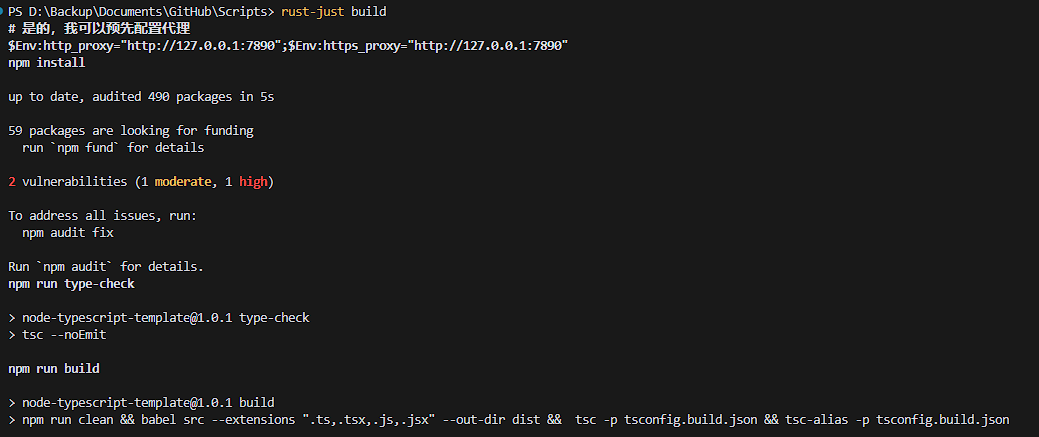 PS D:\Backup\Documents\GitHub\Scripts> rust-just build
# 是的，我可以预先配置代理
$Env:http_proxy="http://127.0.0.1:7890";$Env:https_proxy="http://127.0.0.1:7890"
npm install
up to date, audited 490 packages in 5s
59 packages are looking for funding
run `npm fund` for details
2 vulnerabilities (1 moderate, 1 high)
To address all issues, run:
npm audit fix
Run `npm audit` for details.
npm run type-check
> node-typescript-template@1.0.1 type-check
> tsc --noEmit
npm run build
> node-typescript-template@1.0.1 build
> npm run clean && babel src --extensions ".ts,.tsx,.js,.jsx" --out-dir dist &&  tsc -p tsconfig.build.json && tsc-alias -p tsconfig.build.json